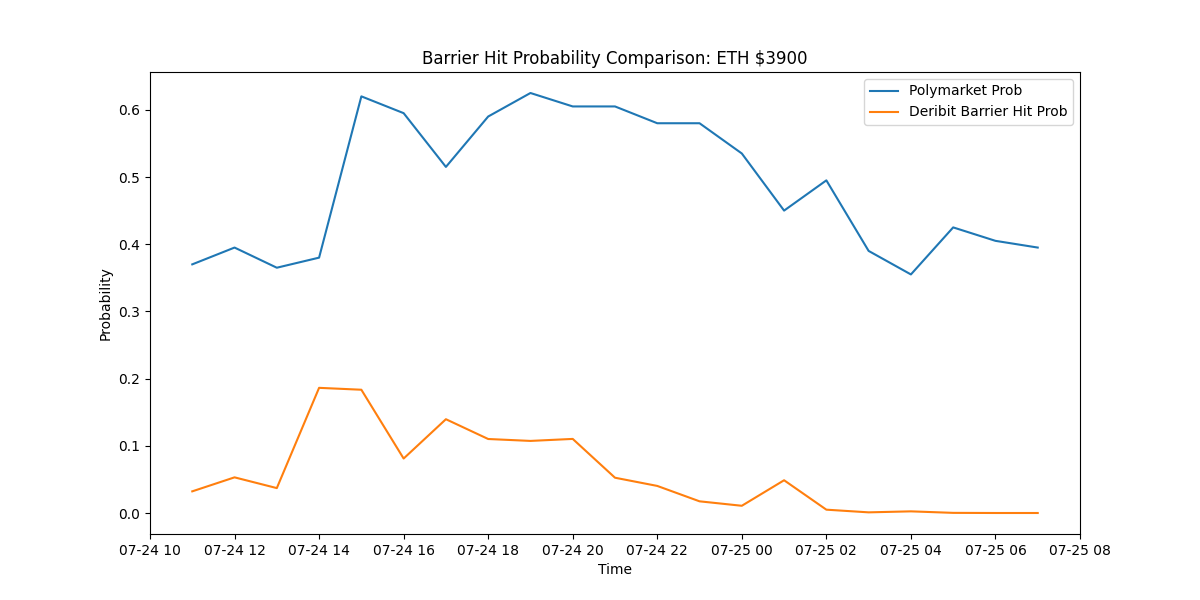 Barrier Hit Probability Comparison: ETH $3900
Polymarket Prob
Deribit Barrier Hit Prob
Probability
0.6
0.5
0.4
0.3
0.2
0.1
0.0
07-24 10 07-24 12 07-24 14 07-24 16 07-24 18 07-24 20 07-24 22 07-25 00 07-25 02 07-25 04 07-25 06 07-25 08
Time